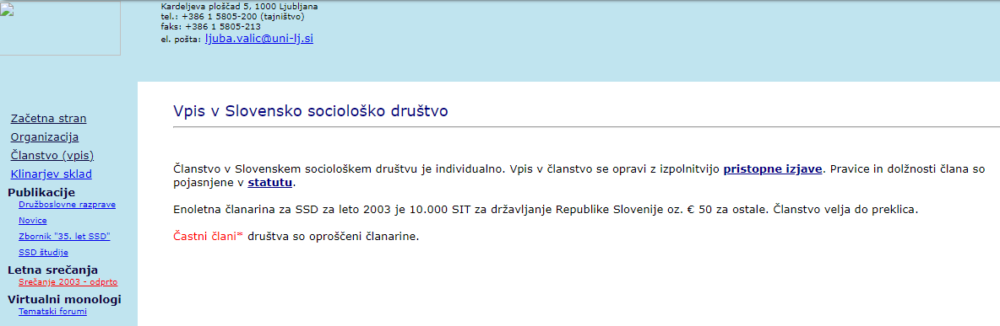 Kardeljeva ploščad 5, 1000 Ljubljana
tel.: +386 1 5805-200 (tajništvo)
faks: +386 1 5805-213
el. pošta: ljuba.valic@uni-lj.si
Začetna stran
Organizacija
Članstvo (vpis)
Klinarjev sklad
Publikacije
Družboslovne razprave
Novice
Zbornik "35. let SSD"
SSD študije
Letna srečanja
Srečanje 2003 - odprto
Virtualni monologi
Tematski forumi
Vpis v Slovensko sociološko društvo
Članstvo v Slovenskem sociološkem društvu je individualno. Vpis v članstvo se opravi z izpolnitvijo pristopne izjave. Pravice in dolžnosti člana so
pojasnjene v statutu.
Enoletna članarina za SSD za leto 2003 je 10.000 SIT za državljanje Republike Slovenije oz. € 50 za ostale. Članstvo velja do preklica.
Častni člani* društva so oproščeni članarine.